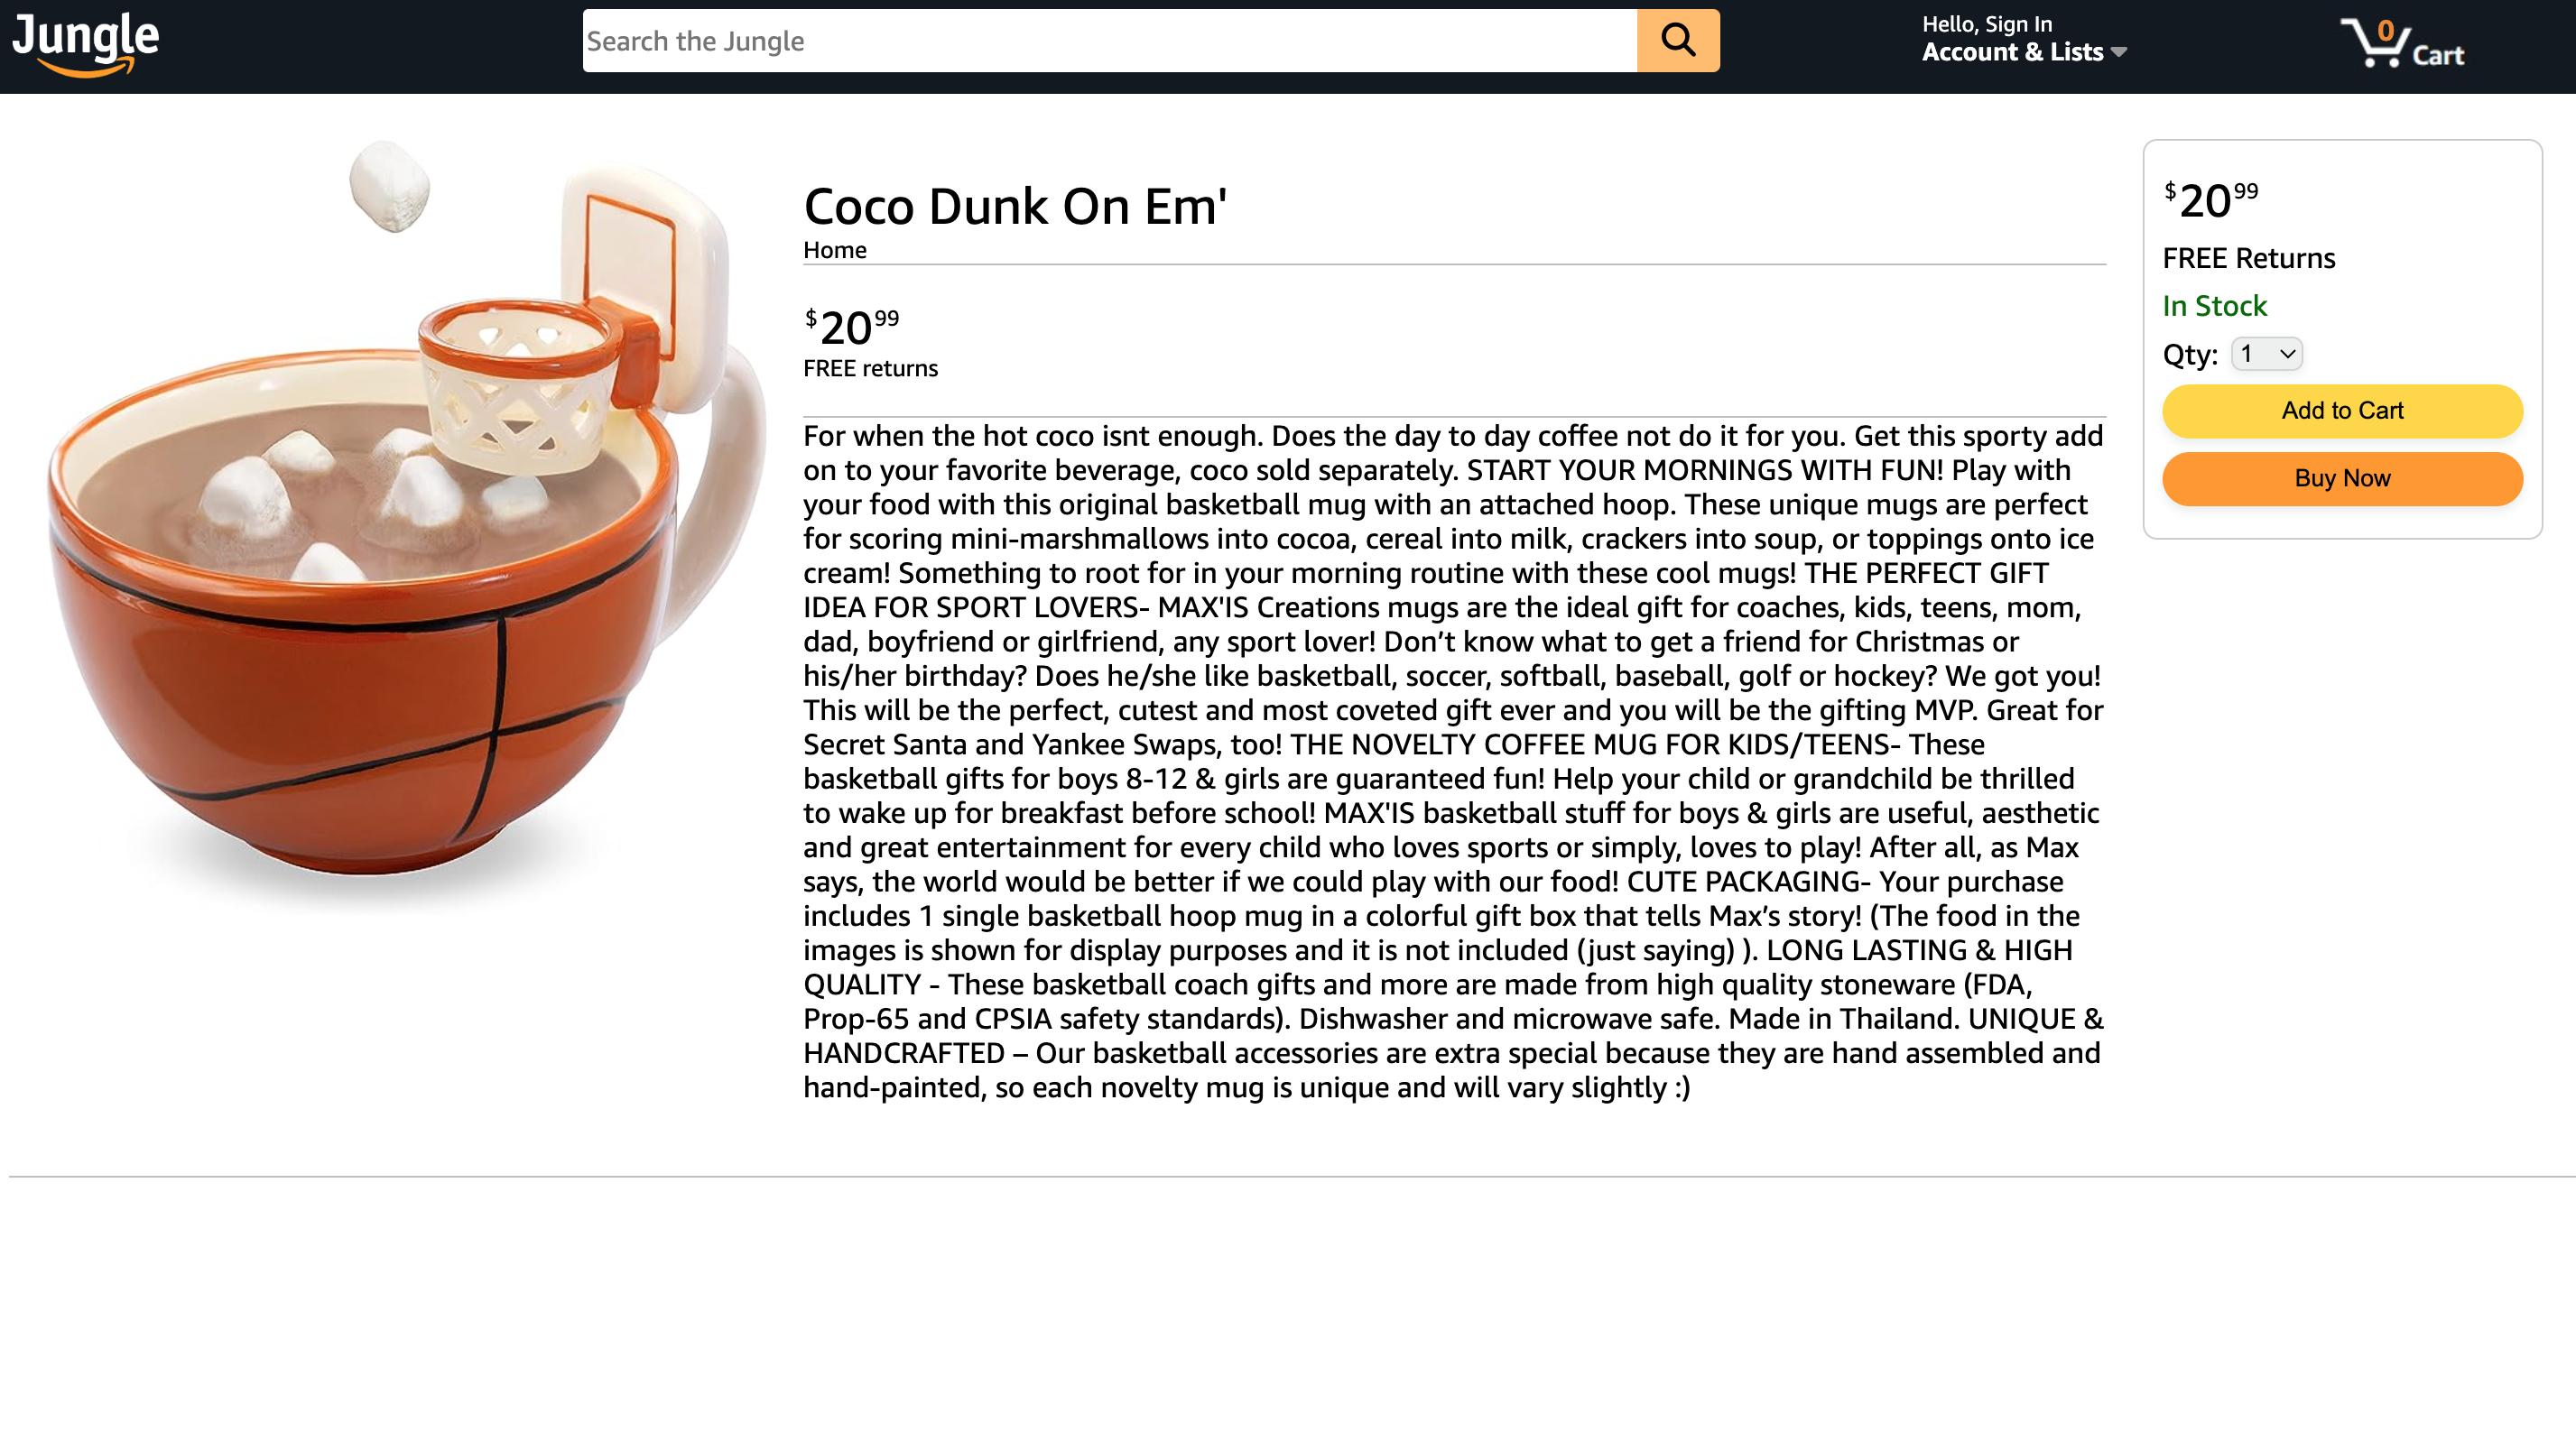 Jungle
Search the Jungle
Hello, Sign In
Account & Lists
0
Cart
Coco Dunk On Em'
Home
$20 99
FREE returns
For when the hot coco isnt enough. Does the day to day coffee not do it for you. Get this sporty add
on to your favorite beverage, coco sold separately. START YOUR MORNINGS WITH FUN! Play with
your food with this original basketball mug with an attached hoop. These unique mugs are perfect
for scoring mini-marshmallows into cocoa, cereal into milk, crackers into soup, or toppings onto ice
cream! Something to root for in your morning routine with these cool mugs! THE PERFECT GIFT
IDEA FOR SPORT LOVERS- MAX'IS Creations mugs are the ideal gift for coaches, kids, teens, mom,
dad, boyfriend or girlfriend, any sport lover! Don’t know what to get a friend for Christmas or
his/her birthday? Does he/she like basketball, soccer, softball, baseball, golf or hockey? We got you!
This will be the perfect, cutest and most coveted gift ever and you will be the gifting MVP. Great for
Secret Santa and Yankee Swaps, too! THE NOVELTY COFFEE MUG FOR KIDS/TEENS- These
basketball gifts for boys 8-12 & girls are guaranteed fun! Help your child or grandchild be thrilled
to wake up for breakfast before school! MAX'IS basketball stuff for boys & girls are useful, aesthetic
and great entertainment for every child who loves sports or simply, loves to play! After all, as Max
says, the world would be better if we could play with our food! CUTE PACKAGING- Your purchase
includes 1 single basketball hoop mug in a colorful gift box that tells Max’s story! (The food in the
images is shown for display purposes and it is not included (just saying) ). LONG LASTING & HIGH
QUALITY - These basketball coach gifts and more are made from high quality stoneware (FDA,
Prop-65 and CPSIA safety standards). Dishwasher and microwave safe. Made in Thailand. UNIQUE &
HANDCRAFTED – Our basketball accessories are extra special because they are hand assembled and
hand-painted, so each novelty mug is unique and will vary slightly :)
$20 99
FREE Returns
In Stock
Qty: 1
Add to Cart
Buy Now